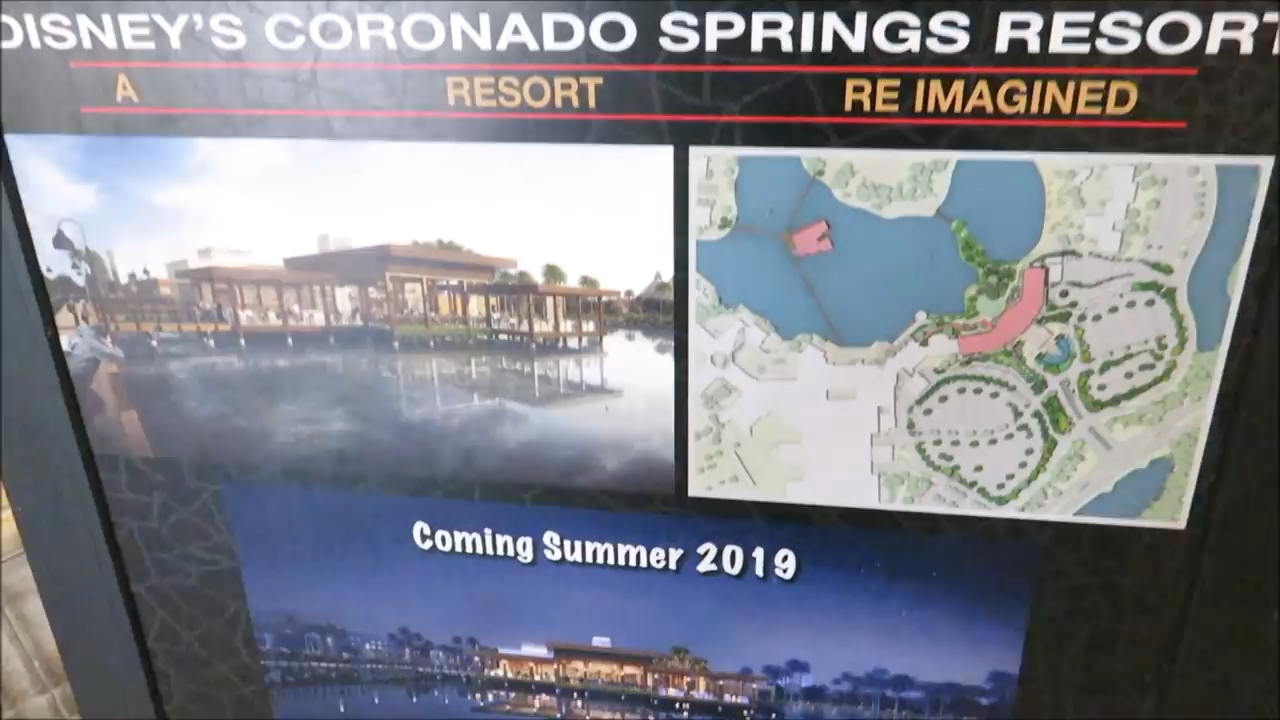 DISNEY'S CORONADO SPRINGS RESORT
A RESORT RE IMAGINED
Coming Summer 2019